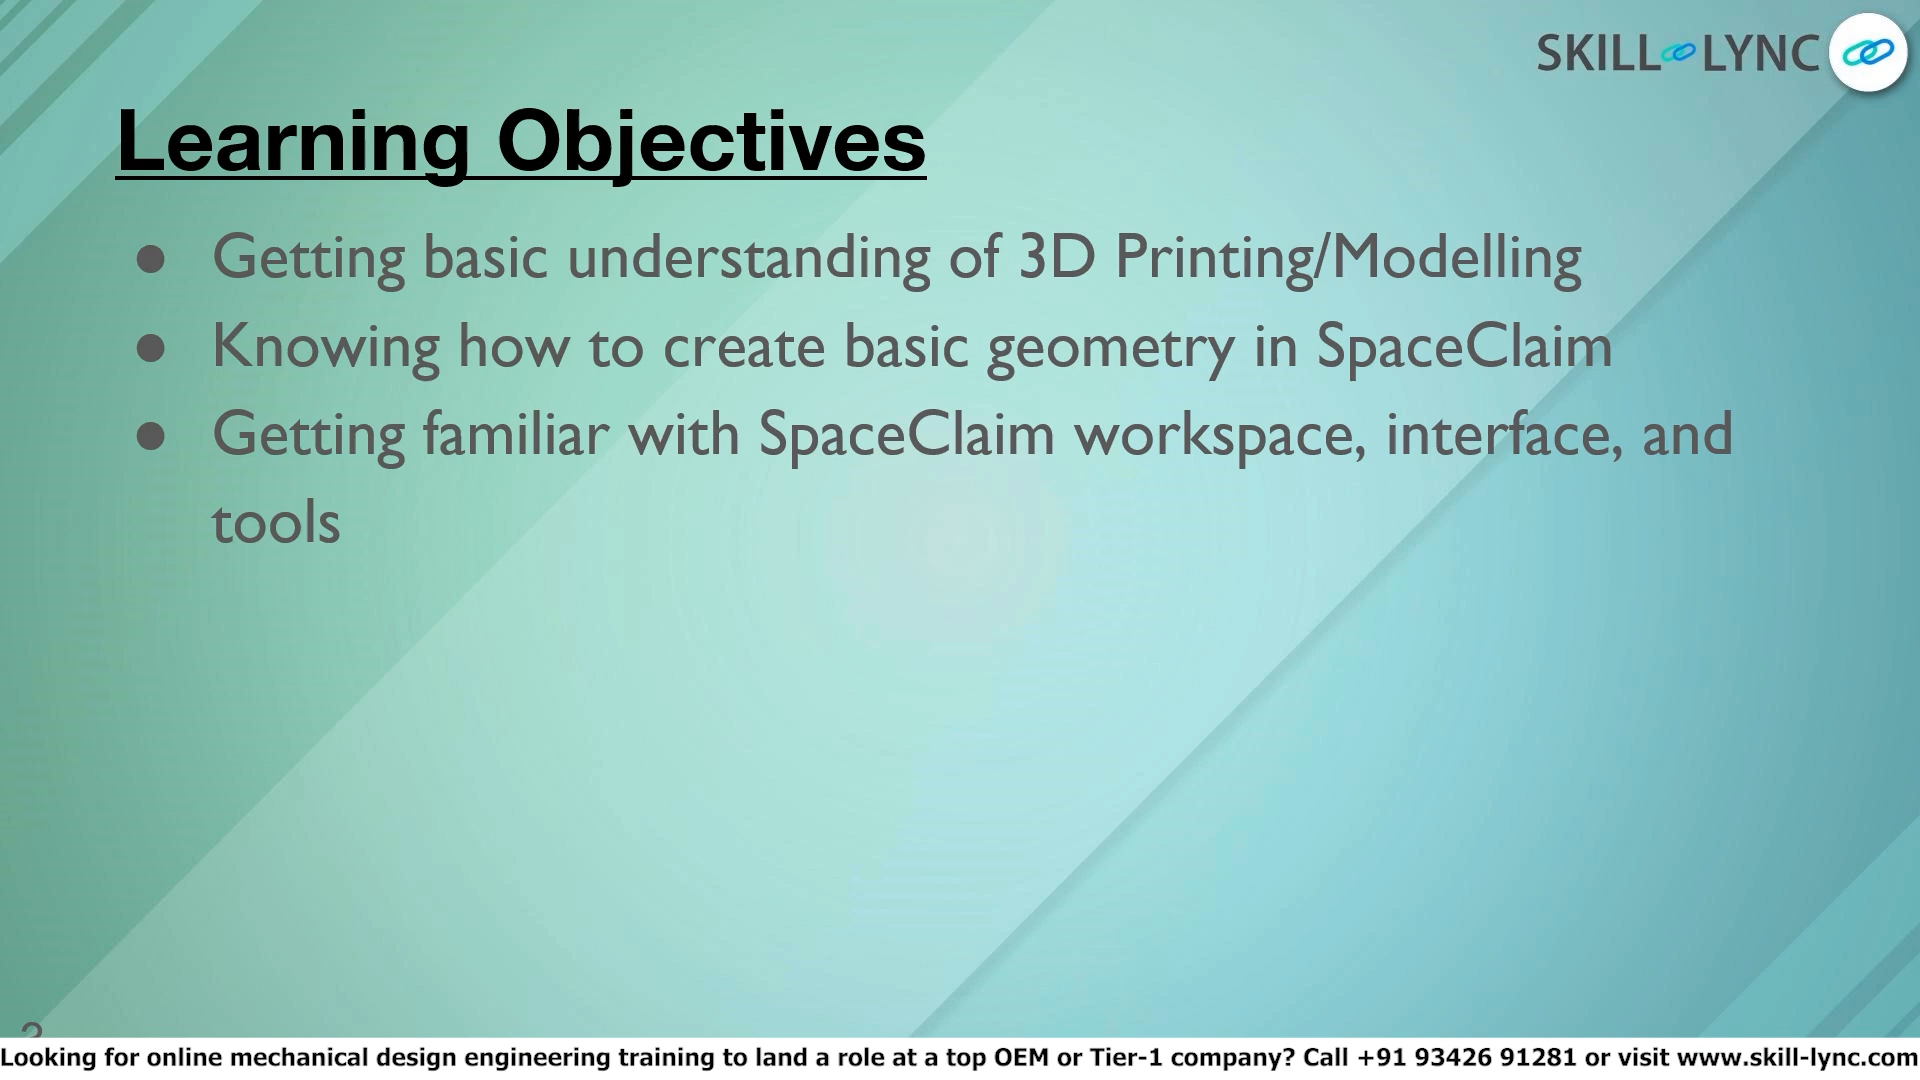 SKILL LYNC
Learning Objectives
● Getting basic understanding of 3D Printing/Modelling
● Knowing how to create basic geometry in SpaceClaim
● Getting familiar with SpaceClaim workspace, interface, and
tools
Looking for online mechanical design engineering training to land a role at a top OEM or Tier-1 company? Call +91 93426 91281 or visit www.skill-lync.com